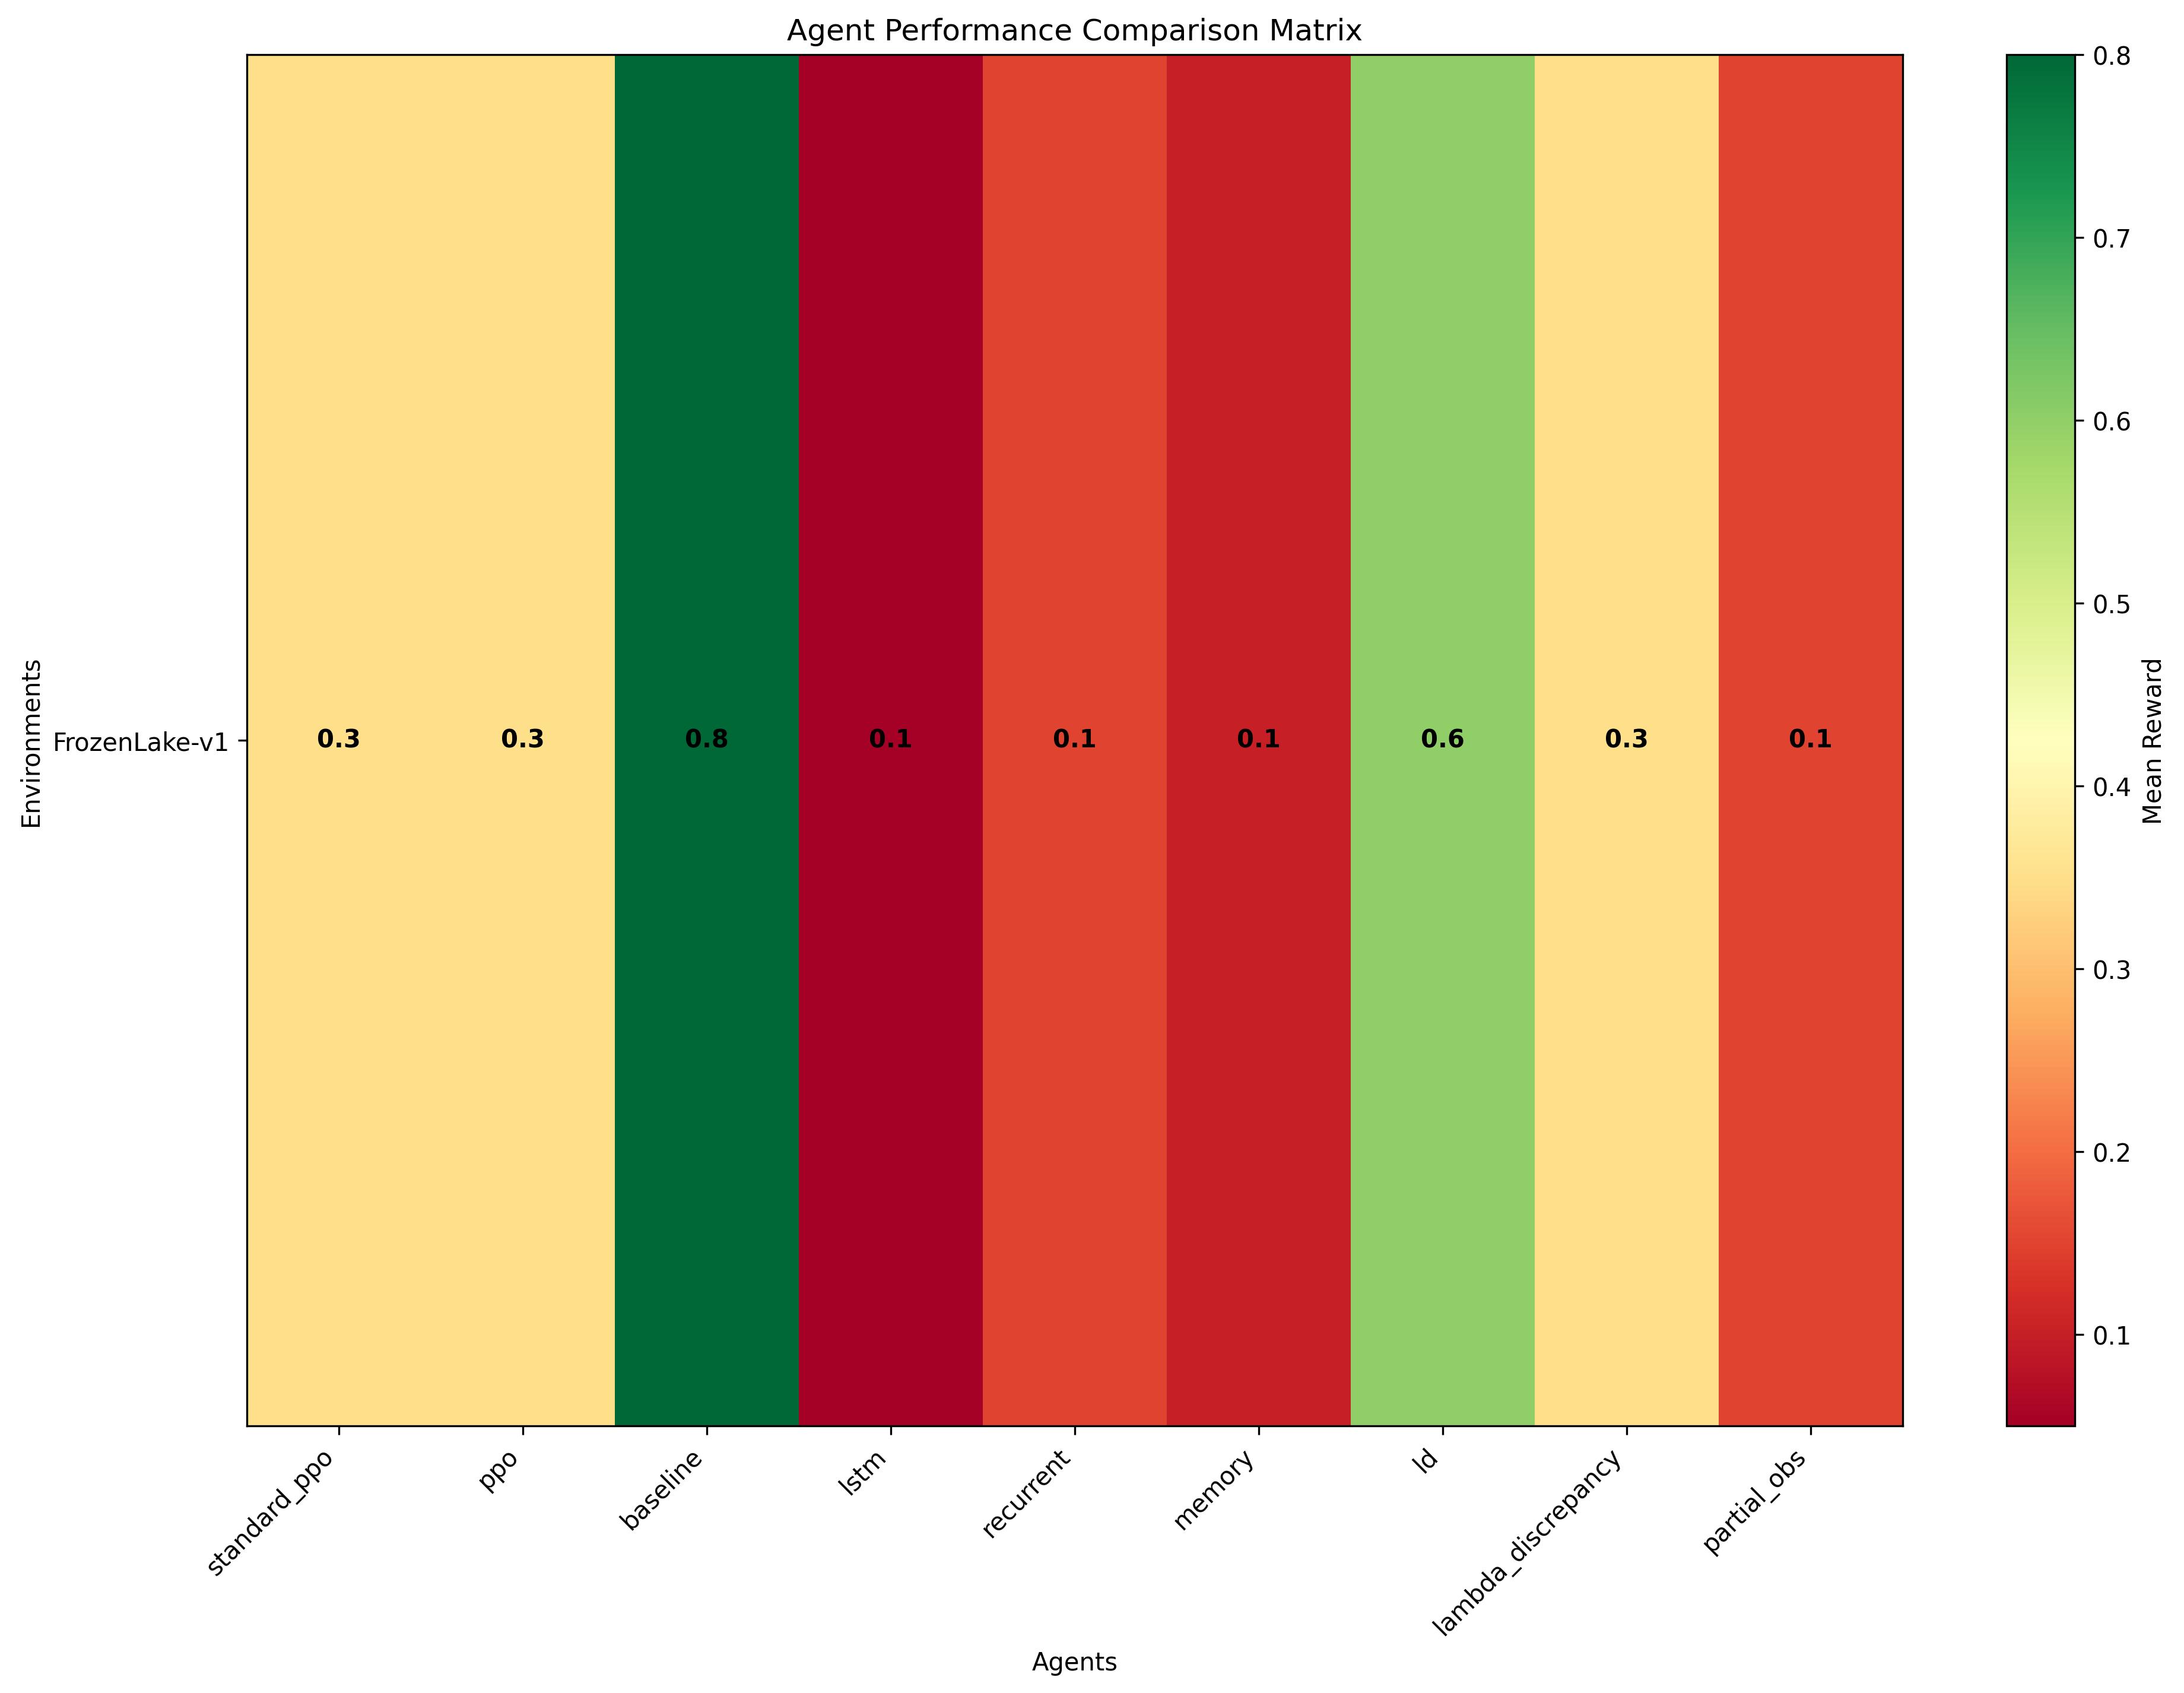 Agent Performance Comparison Matrix
Environments
FrozenLake-v1
0.3 0.3 0.8 0.1 0.1 0.1 0.6 0.3 0.1
standard_ppo
ppo
baseline
lstm
recurrent
memory
ld
lambda_discrepancy
partial_obs
Agents
0.8
0.7
0.6
0.5
0.4
0.3
0.2
0.1
Mean Reward